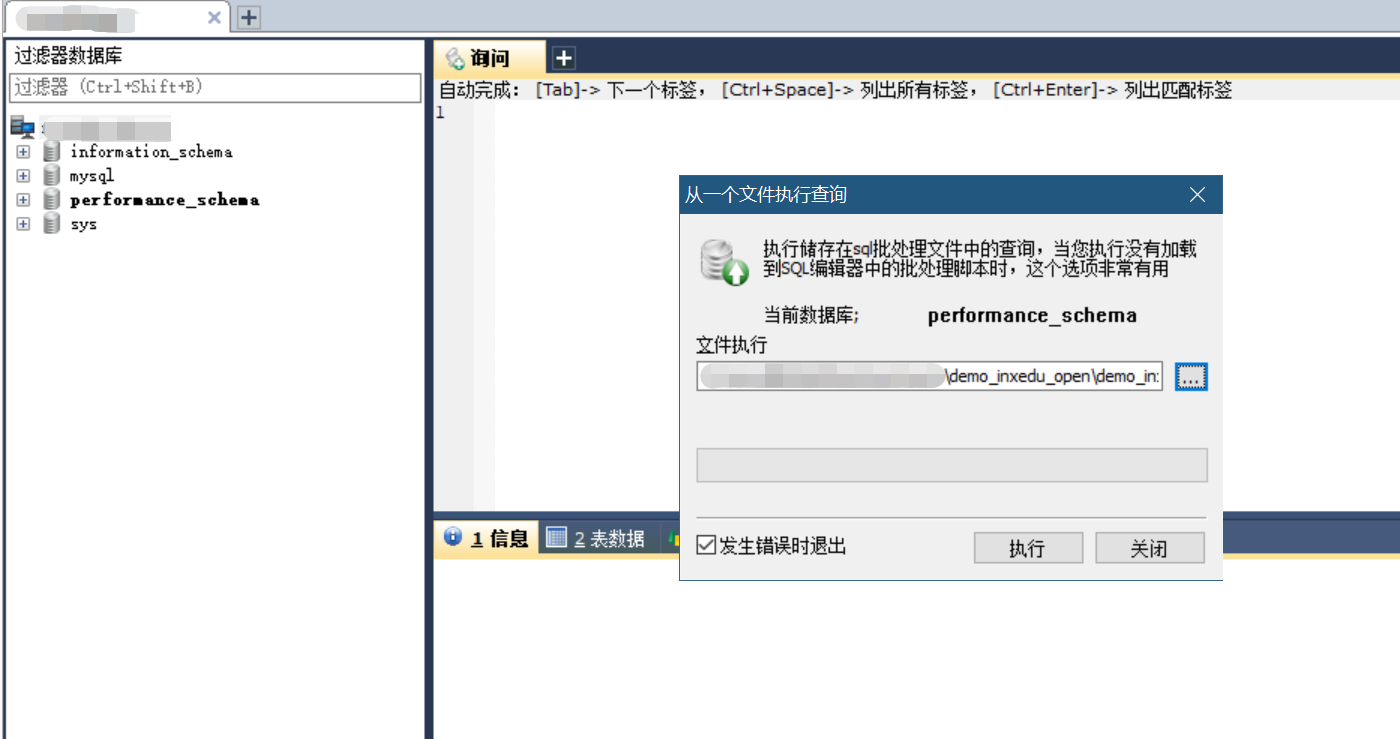 过滤器数据库
过滤器 (Ctrl+Shift+B)
information_schema
mysql
performance_schema
sys
询问
自动完成: [Tab]-> 下一个标签, [Ctrl+Space]-> 列出所有标签, [Ctrl+Enter]-> 列出匹配标签
1
从一个文件执行查询
执行储存在sql批处理文件中的查询，当您执行没有加载
到SQL编辑器中的批处理脚本时，这个选项非常有用
当前数据库; performance_schema
文件执行
\demo_inxedu_open\demo_in:
...
发生错误时退出
执行
关闭
1 信息
2 表数据